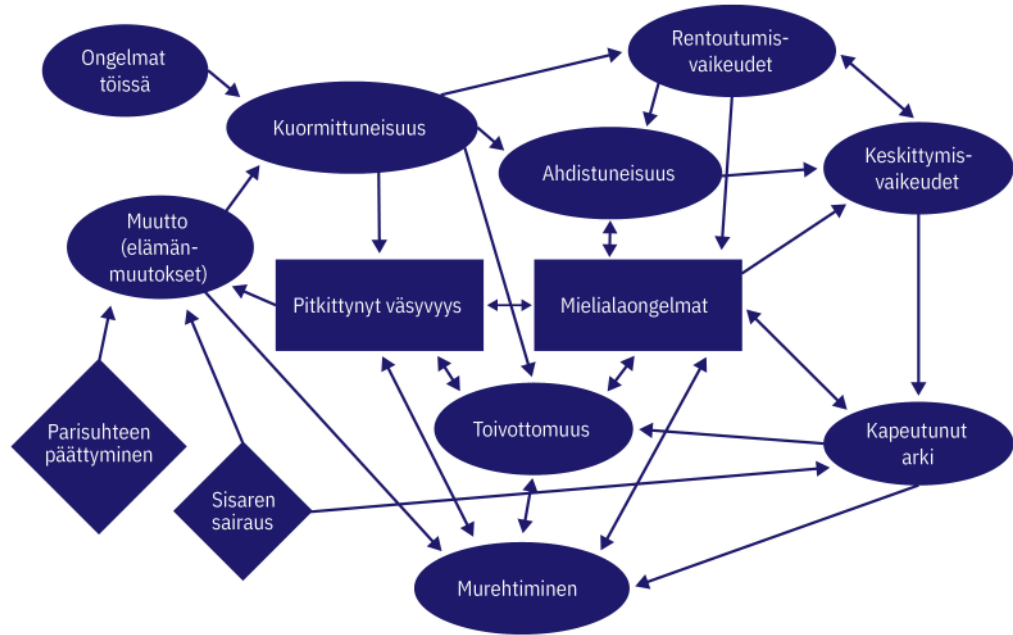 Ongelmat
töissä
Kuormittuneisuus
Rentoutumis-
vaikeudet
Ahdistuneisuus
Keskittymis-
vaikeudet
Muutto
(elämän-
muutokset)
Pitkittynyt väsyvyys
Mielialaongelmat
Parisuhteen
päättyminen
Sisaren
sairaus
Toivottomuus
Kapeutunut
arki
Murehtiminen